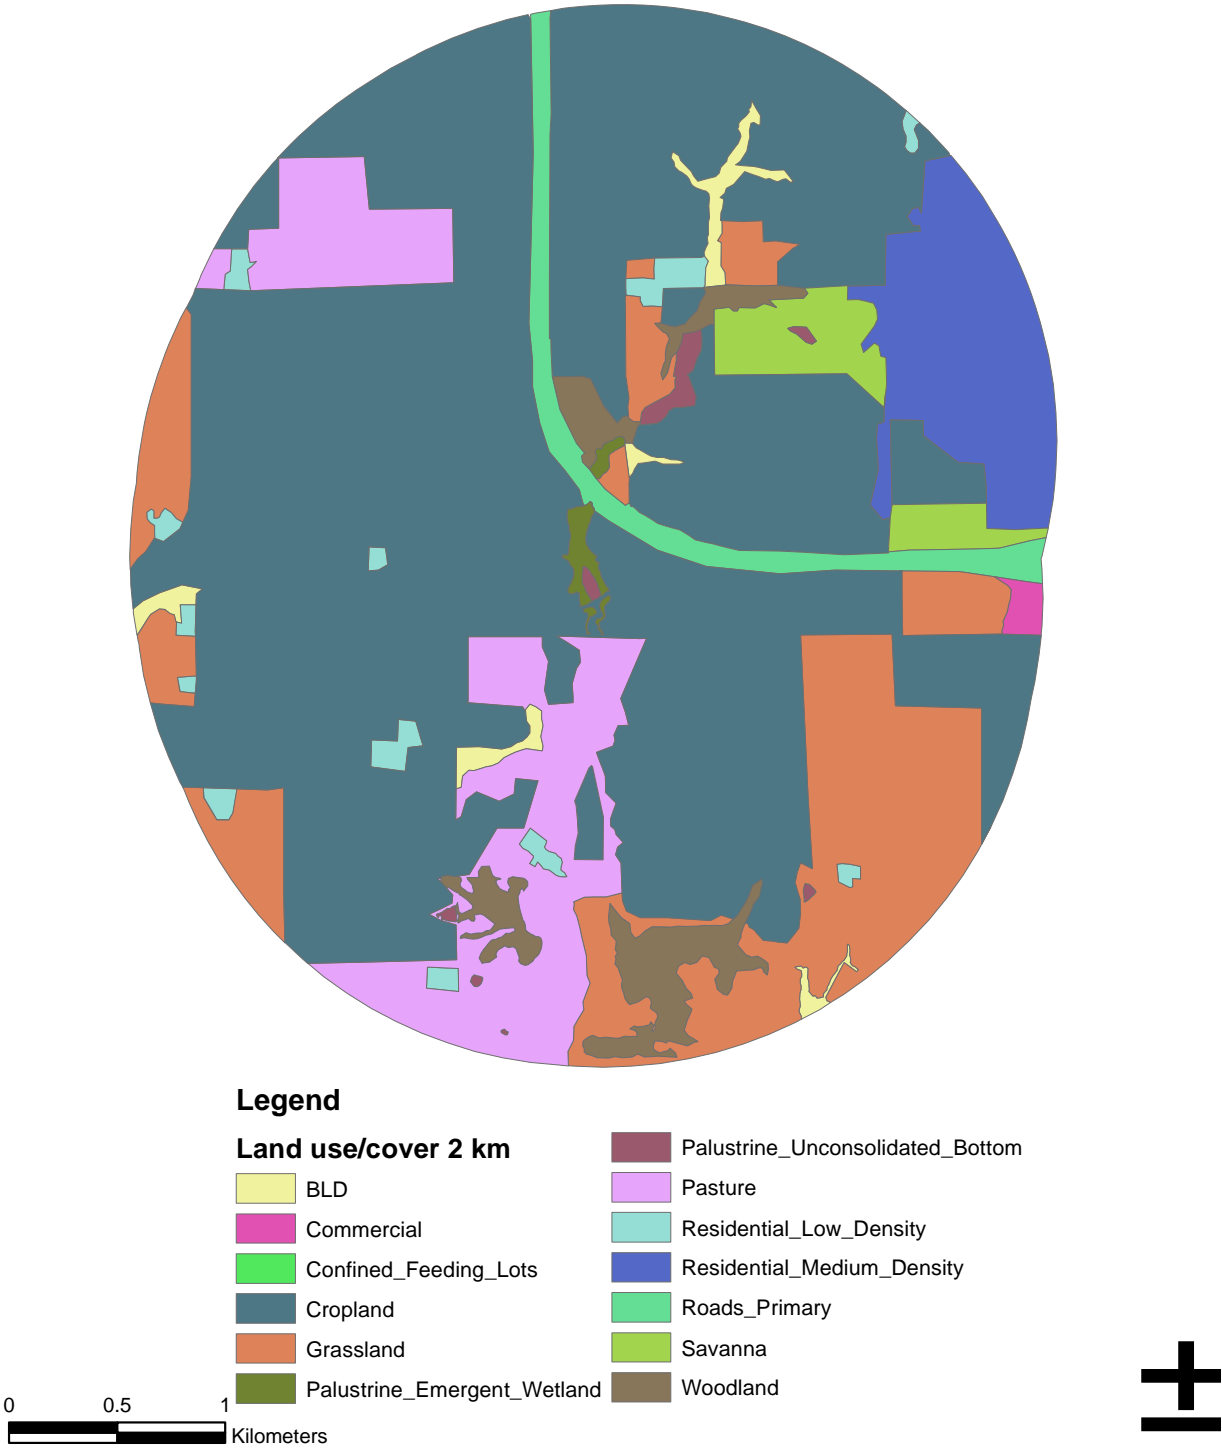 Legend
Land use/cover 2 km
BLD
Commercial
Confined_Feeding_Lots
Cropland
Grassland
Palustrine_Emergent_Wetland
Palustrine_Unconsolidated_Bottom
Pasture
Residential_Low_Density
Residential_Medium_Density
Roads_Primary
Savanna
Woodland
0 0.5 1
Kilometers